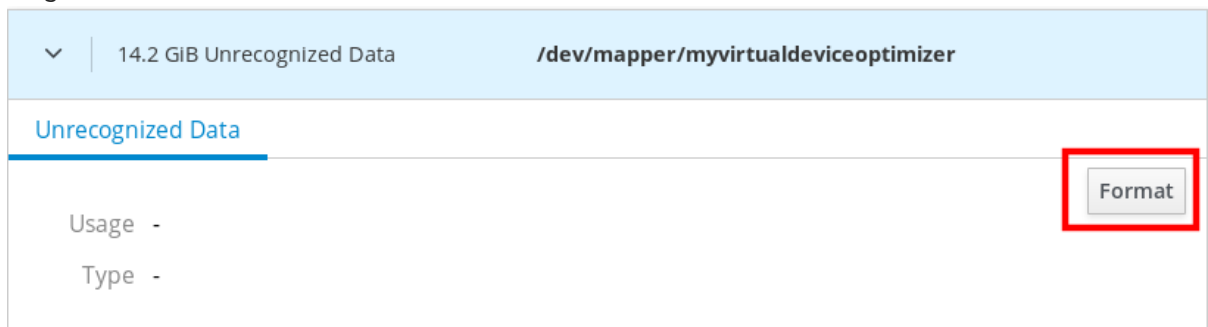 14.2 GiB Unrecognized Data /dev/mapper/myvirtualdeviceoptimizer
Unrecognized Data
Format
Usage -
Type -